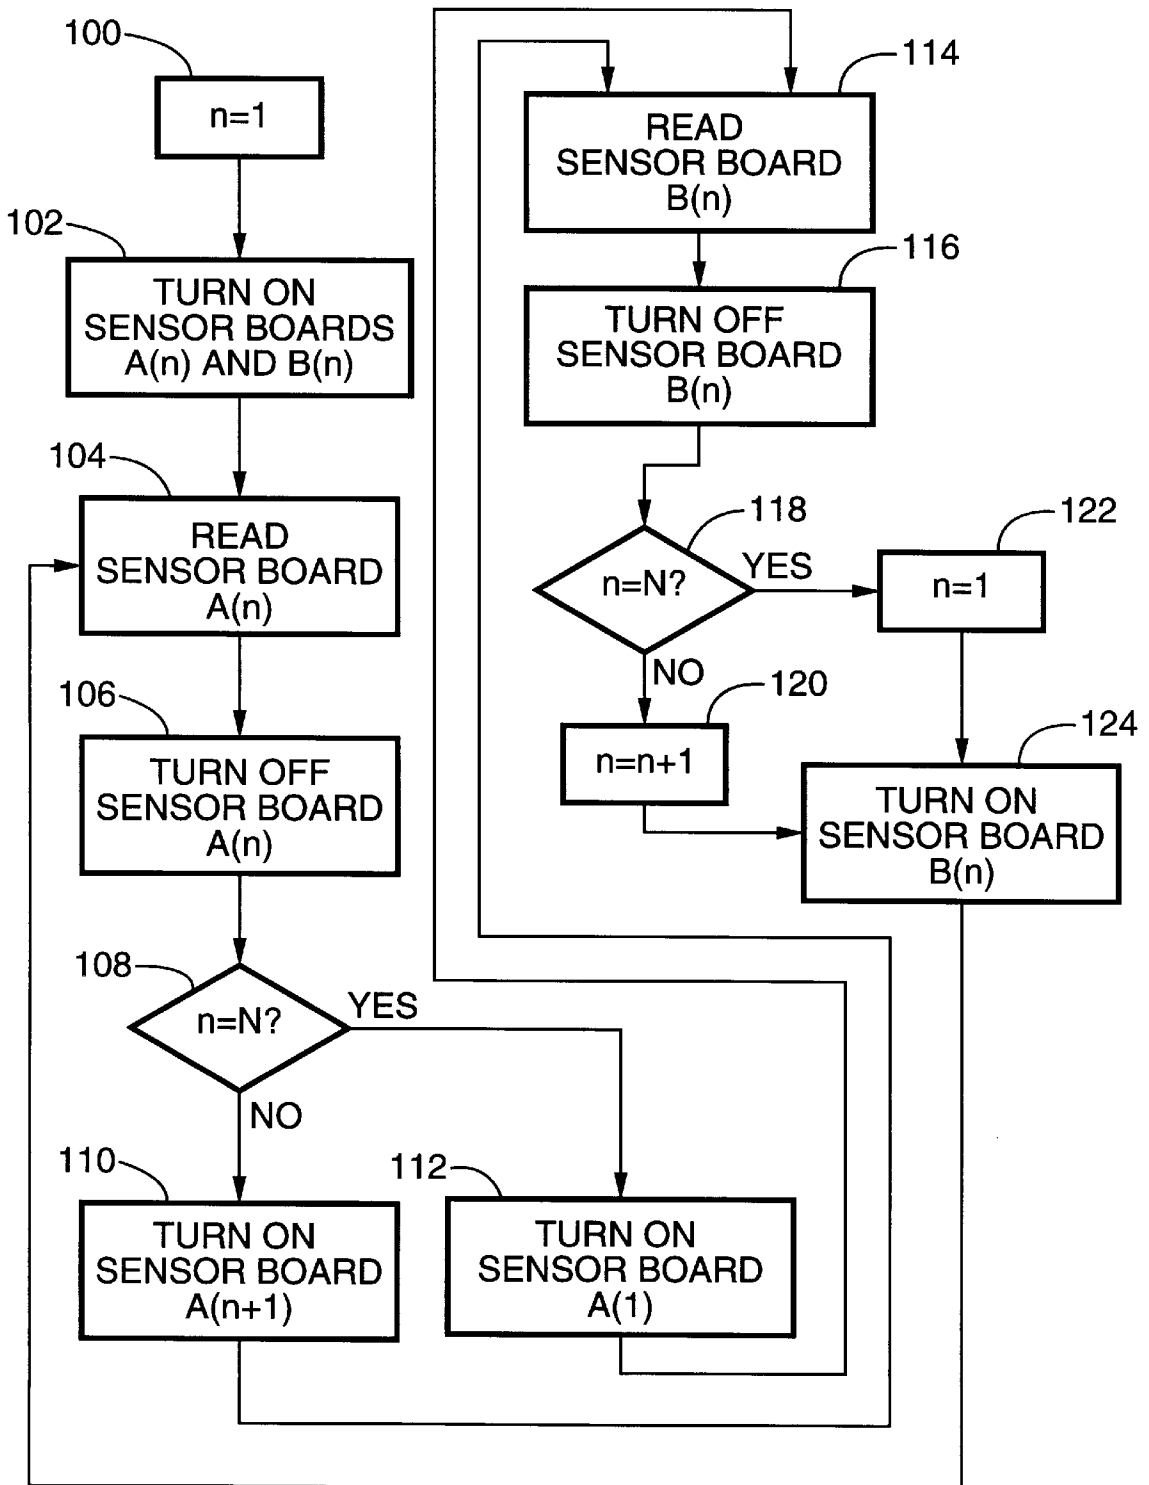 100
n=1
102
TURN ON
SENSOR BOARDS
A(n) AND B(n)
104
READ
SENSOR BOARD
A(n)
106
TURN OFF
SENSOR BOARD
A(n)
108
n=N?
YES
NO
110
TURN ON
SENSOR BOARD
A(n+1)
112
TURN ON
SENSOR BOARD
A(1)
114
READ
SENSOR BOARD
B(n)
116
TURN OFF
SENSOR BOARD
B(n)
118
n=N?
YES
NO
120
n=n+1
122
n=1
124
TURN ON
SENSOR BOARD
B(n)